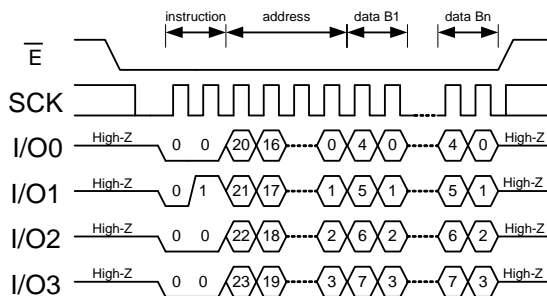 instruction address data B1 data Bn
E
SCK
I/O0 High-Z 0 0 20 16 0 4 0 4 0 High-Z
I/O1 High-Z 0 1 21 17 1 5 1 5 1 High-Z
I/O2 High-Z 0 0 22 18 2 6 2 6 2 High-Z
I/O3 High-Z 0 0 23 19 3 7 3 7 3 High-Z